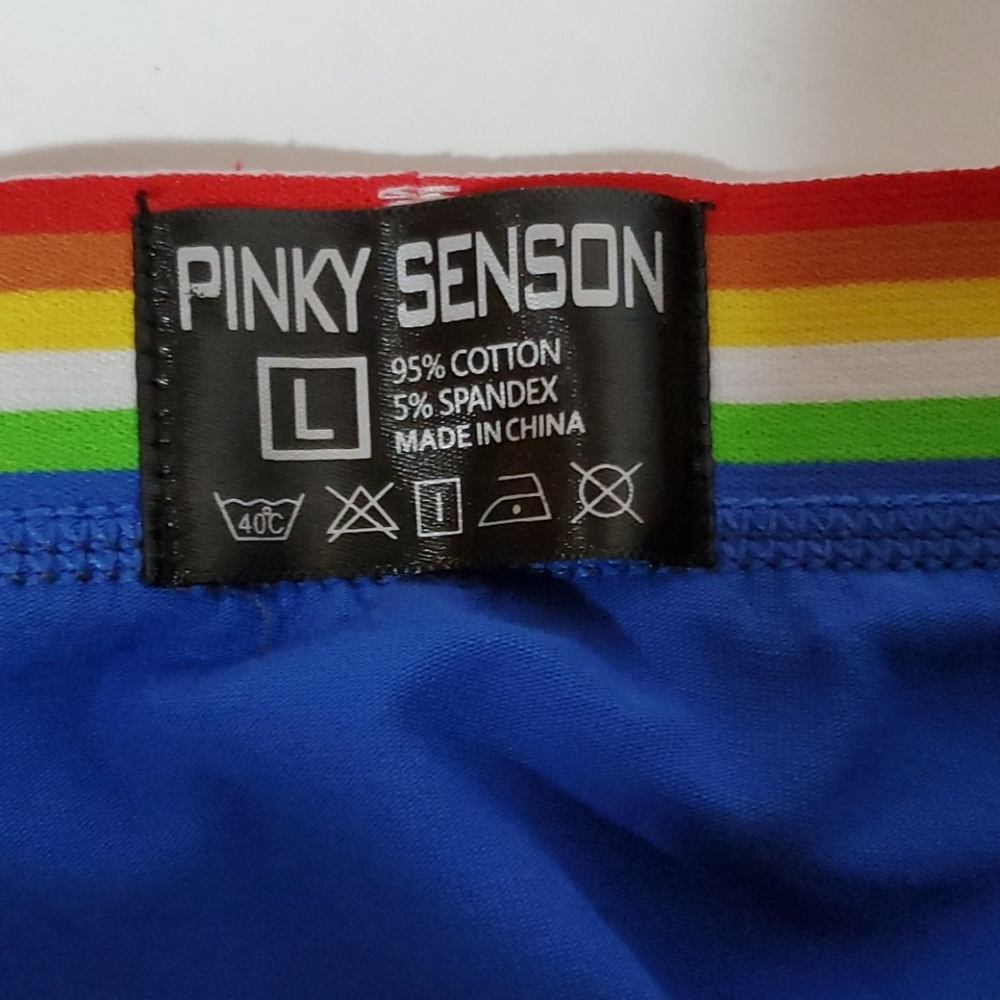 PINKY SENSON
L
95% COTTON
5% SPANDEX
MADE IN CHINA
40℃